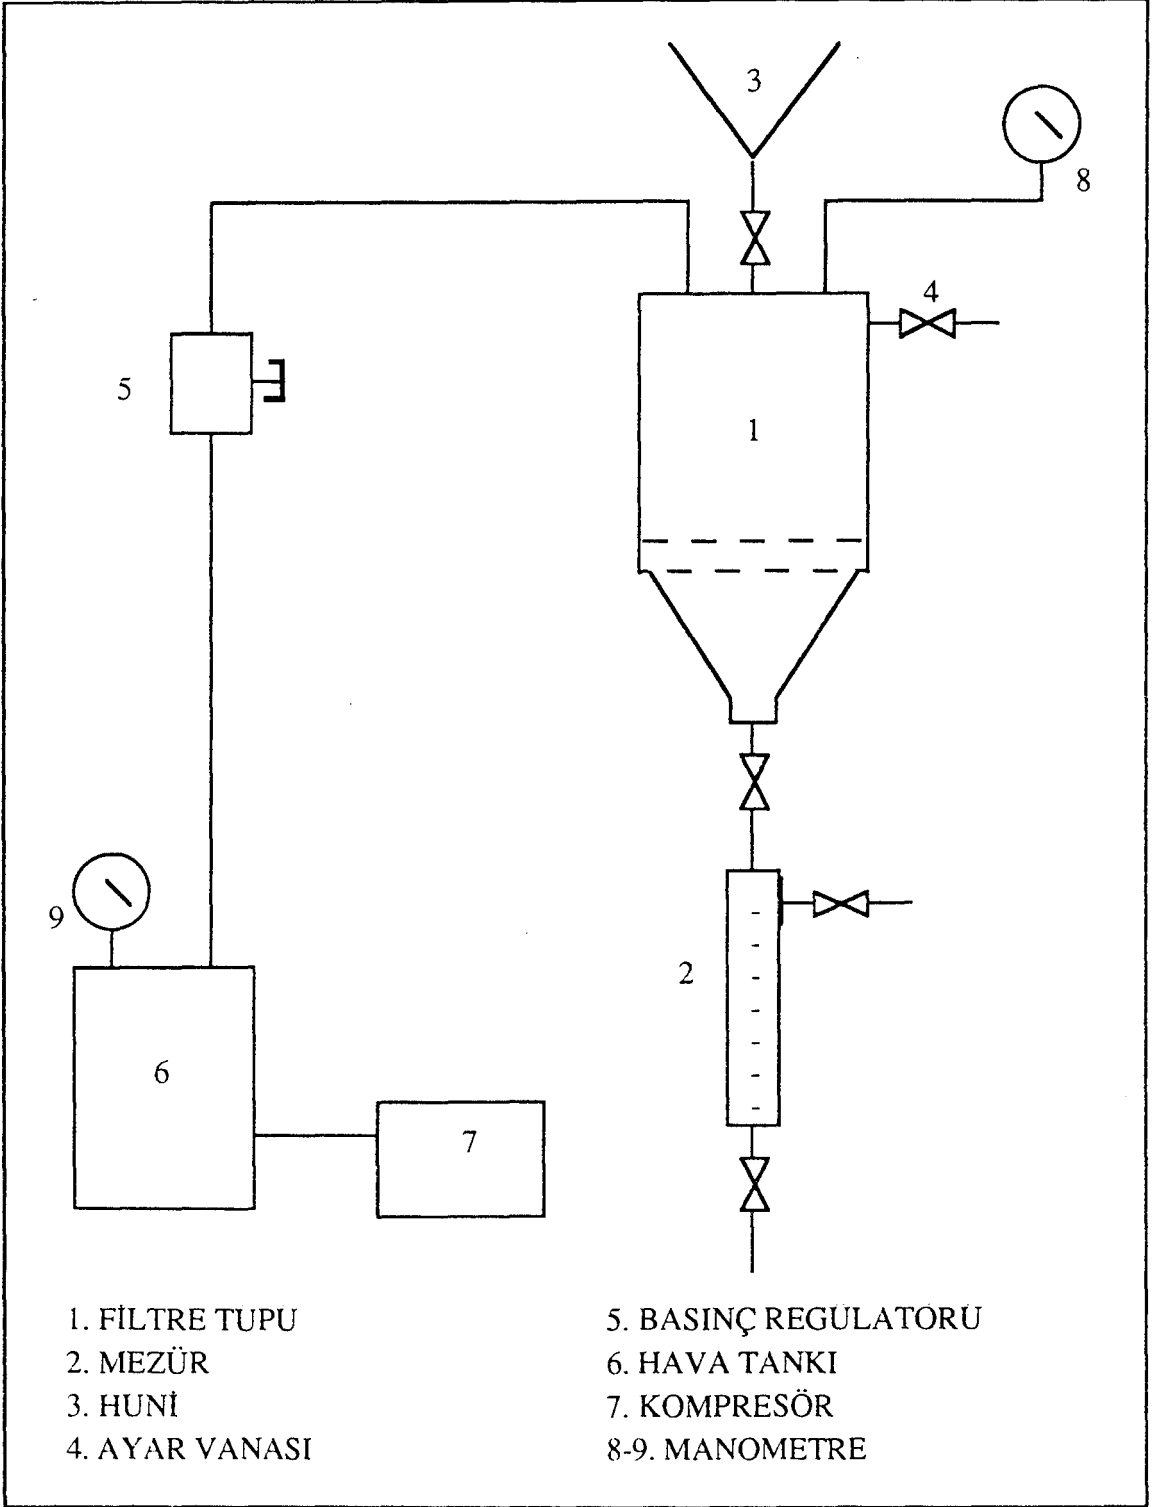 3
8
4
5
1
9
2
6
7
1. FİLTRE TUPU
2. MEZÜR
3. HUNİ
4. AYAR VANASI
5. BASINÇ REGULATORU
6. HAVA TANKI
7. KOMPRESÖR
8-9. MANOMETRE